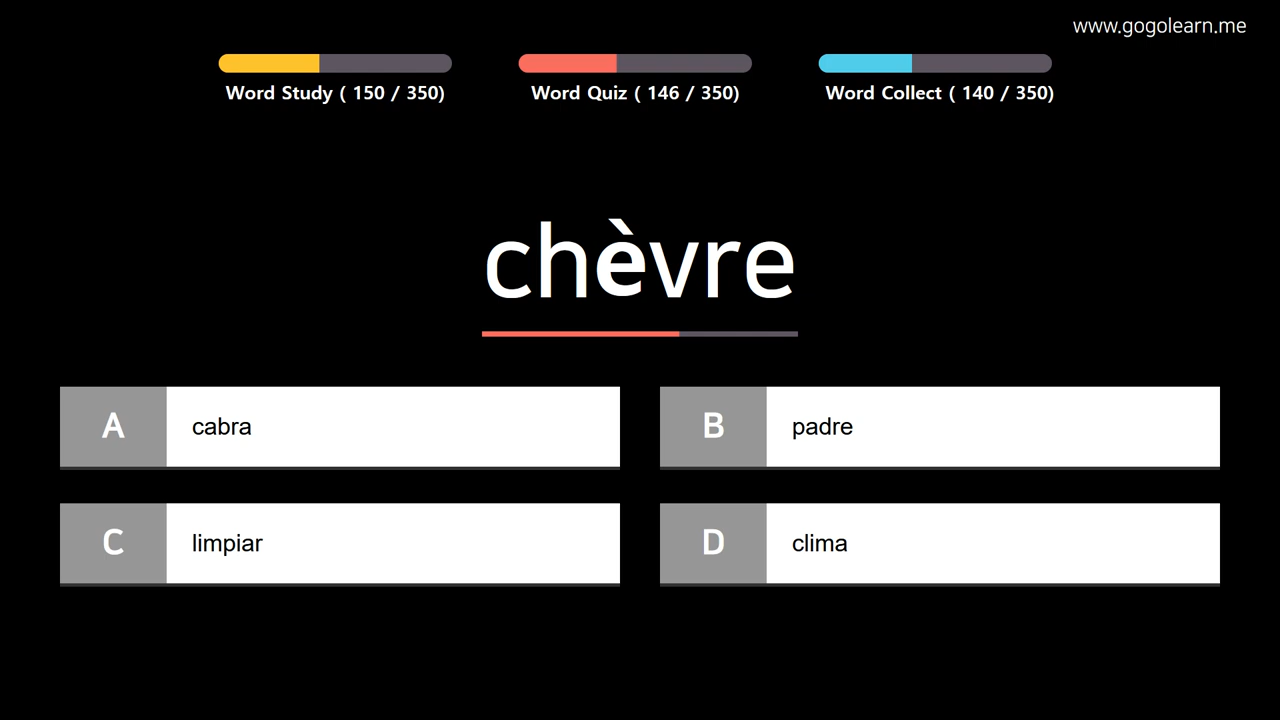 www.gogolearn.me
Word Study ( 150 / 350)
Word Quiz ( 146 / 350)
Word Collect ( 140 / 350)
chèvre
A cabra
B padre
C limpiar
D clima